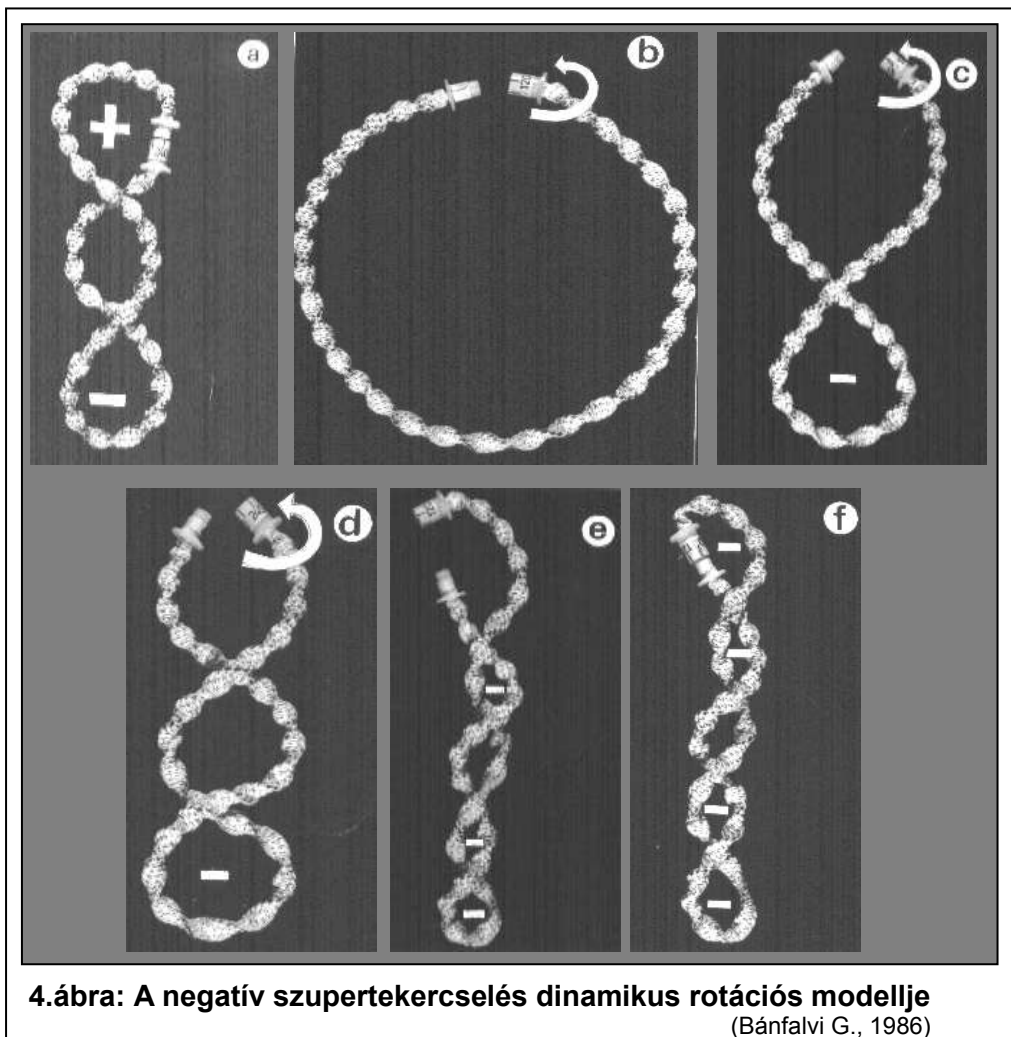 a
b
c
+
−
−
d
e
f
−
−
−
−
−
−
−
−
4.ábra: A negatív szupertekercselés dinamikus rotációs modellje
(Bánfalvi G., 1986)